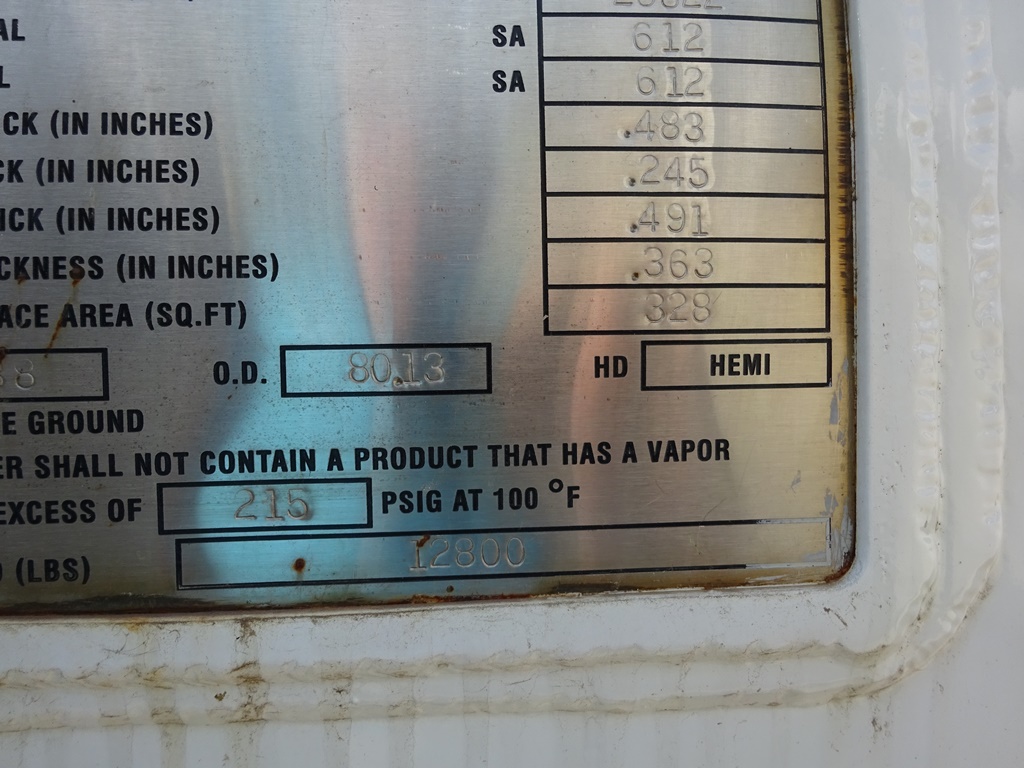 AL SA 612
L SA 612
CK (IN INCHES) .483
CK (IN INCHES) .245
ICK (IN INCHES) .491
CKNESS (IN INCHES) .363
ACE AREA (SQ.FT) 328
8 O.D. 80.13 HD HEMI
E GROUND
ER SHALL NOT CONTAIN A PRODUCT THAT HAS A VAPOR
EXCESS OF 215 PSIG AT 100 °F
(LBS) 12800